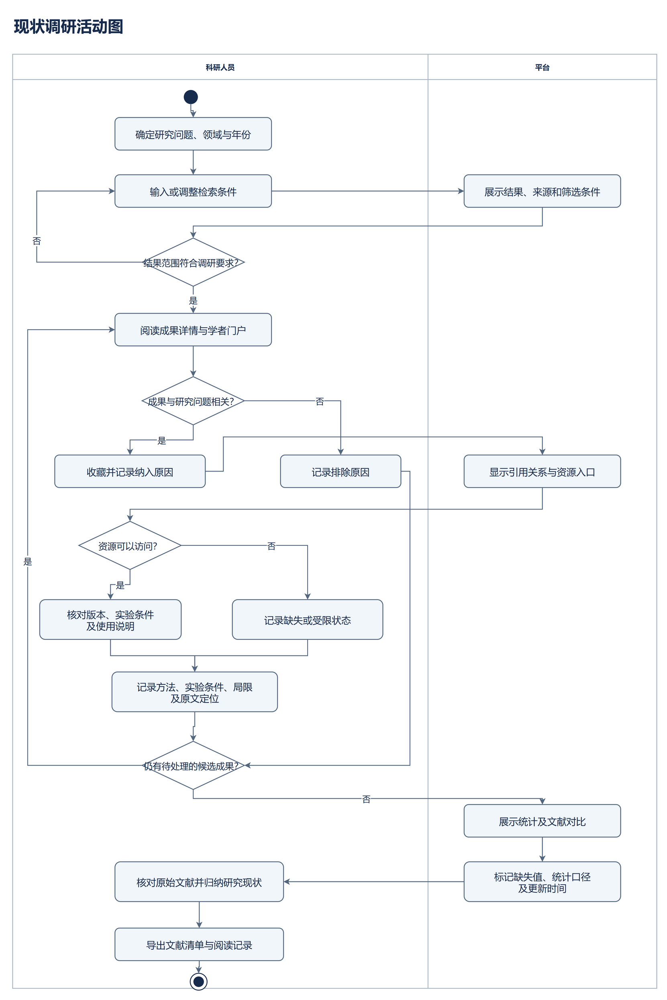 现状调研活动图
科研人员
平台
确定研究问题、领域与年份
输入或调整检索条件
展示结果、来源和筛选条件
否
结果范围符合调研要求？
是
阅读成果详情与学者门户
成果与研究问题相关？
否
是
收藏并记录纳入原因
记录排除原因
显示引用关系与资源入口
资源可以访问？
否
是
是
核对版本、实验条件
及使用说明
记录缺失或受限状态
记录方法、实验条件、局限
及原文定位
仍有待处理的候选成果？
否
展示统计及文献对比
核对原始文献并归纳研究现状
标记缺失值、统计口径
及更新时间
导出文献清单与阅读记录